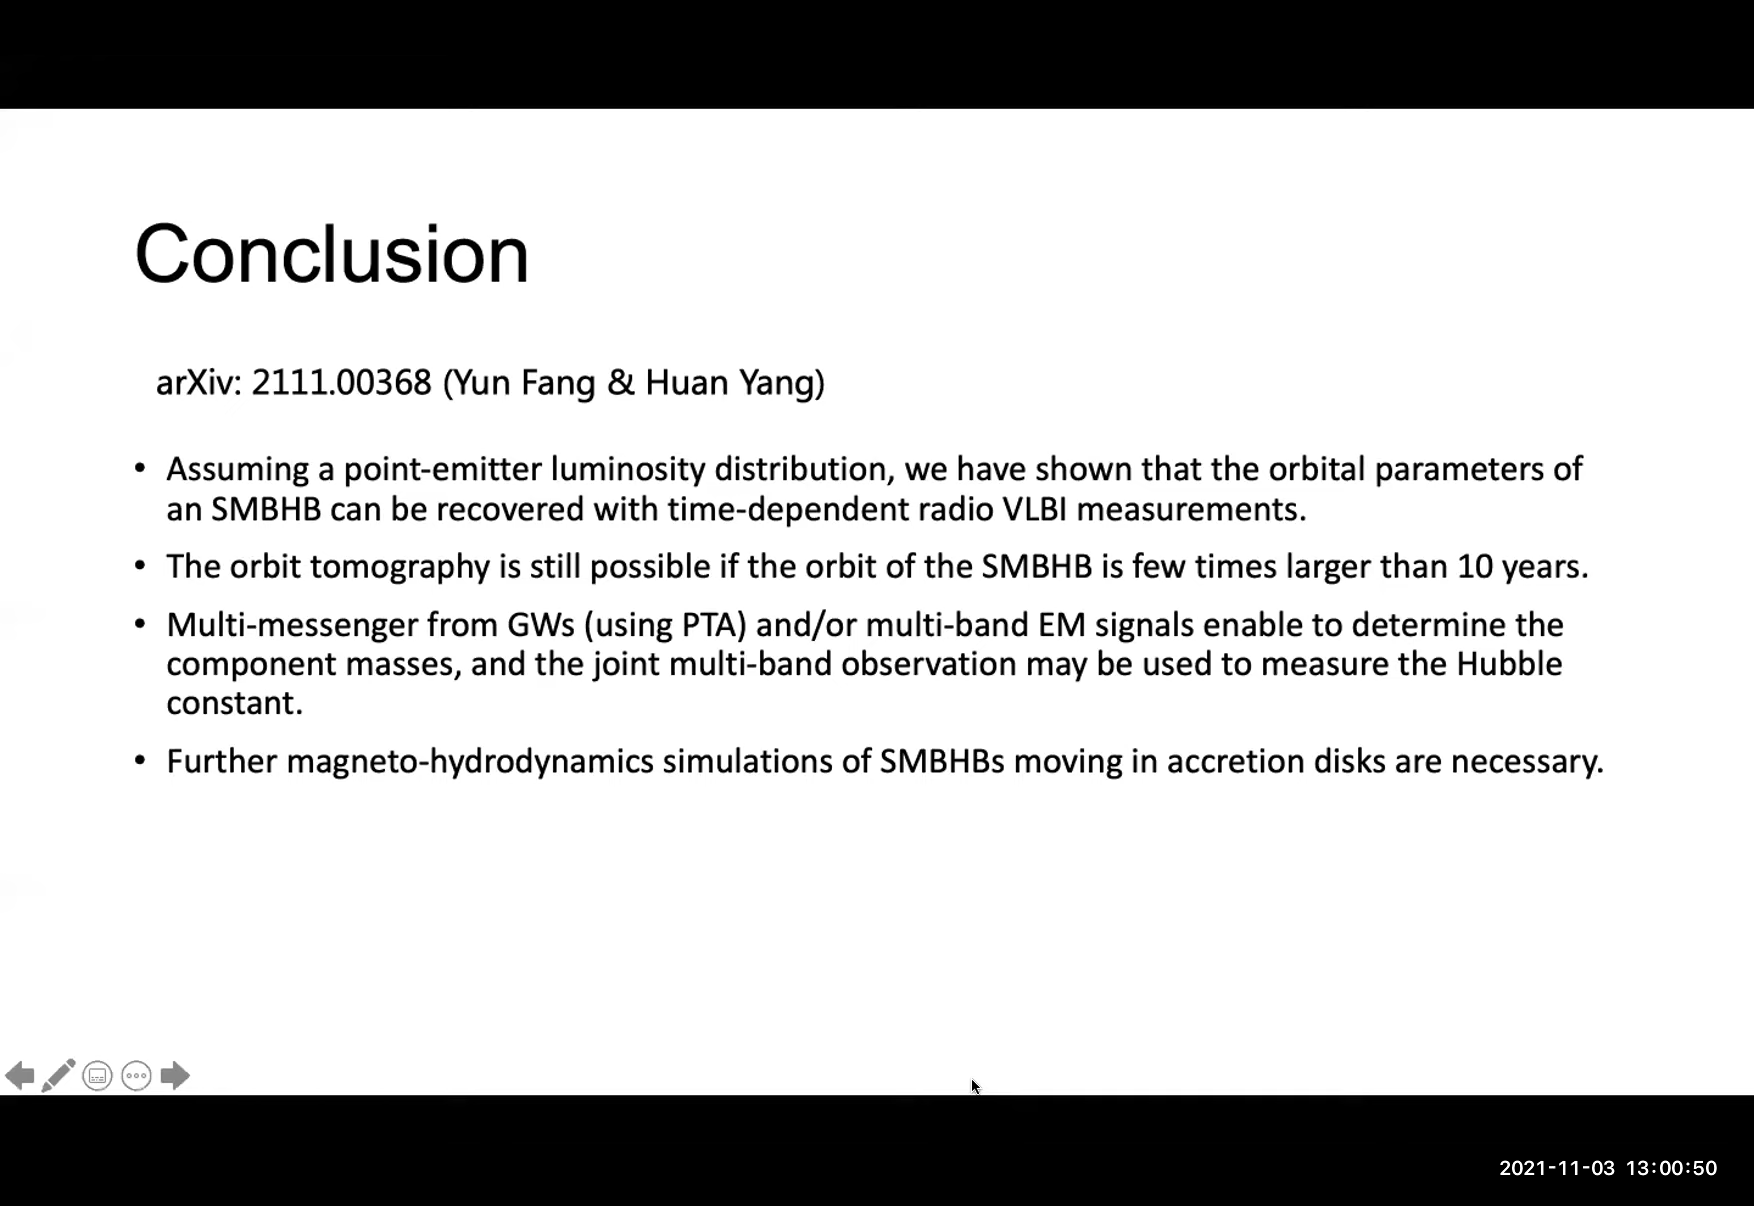 Conclusion
arXiv: 2111.00368 (Yun Fang & Huan Yang)
• Assuming a point-emitter luminosity distribution, we have shown that the orbital parameters of
an SMBHB can be recovered with time-dependent radio VLBI measurements.
• The orbit tomography is still possible if the orbit of the SMBHB is few times larger than 10 years.
• Multi-messenger from GWs (using PTA) and/or multi-band EM signals enable to determine the
component masses, and the joint multi-band observation may be used to measure the Hubble
constant.
• Further magneto-hydrodynamics simulations of SMBHBs moving in accretion disks are necessary.
2021-11-03 13:00:50